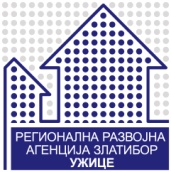 РЕГИОНАЛНА РАЗВОЈНА
АГЕНЦИЈА ЗЛАТИБОР
УЖИЦЕ